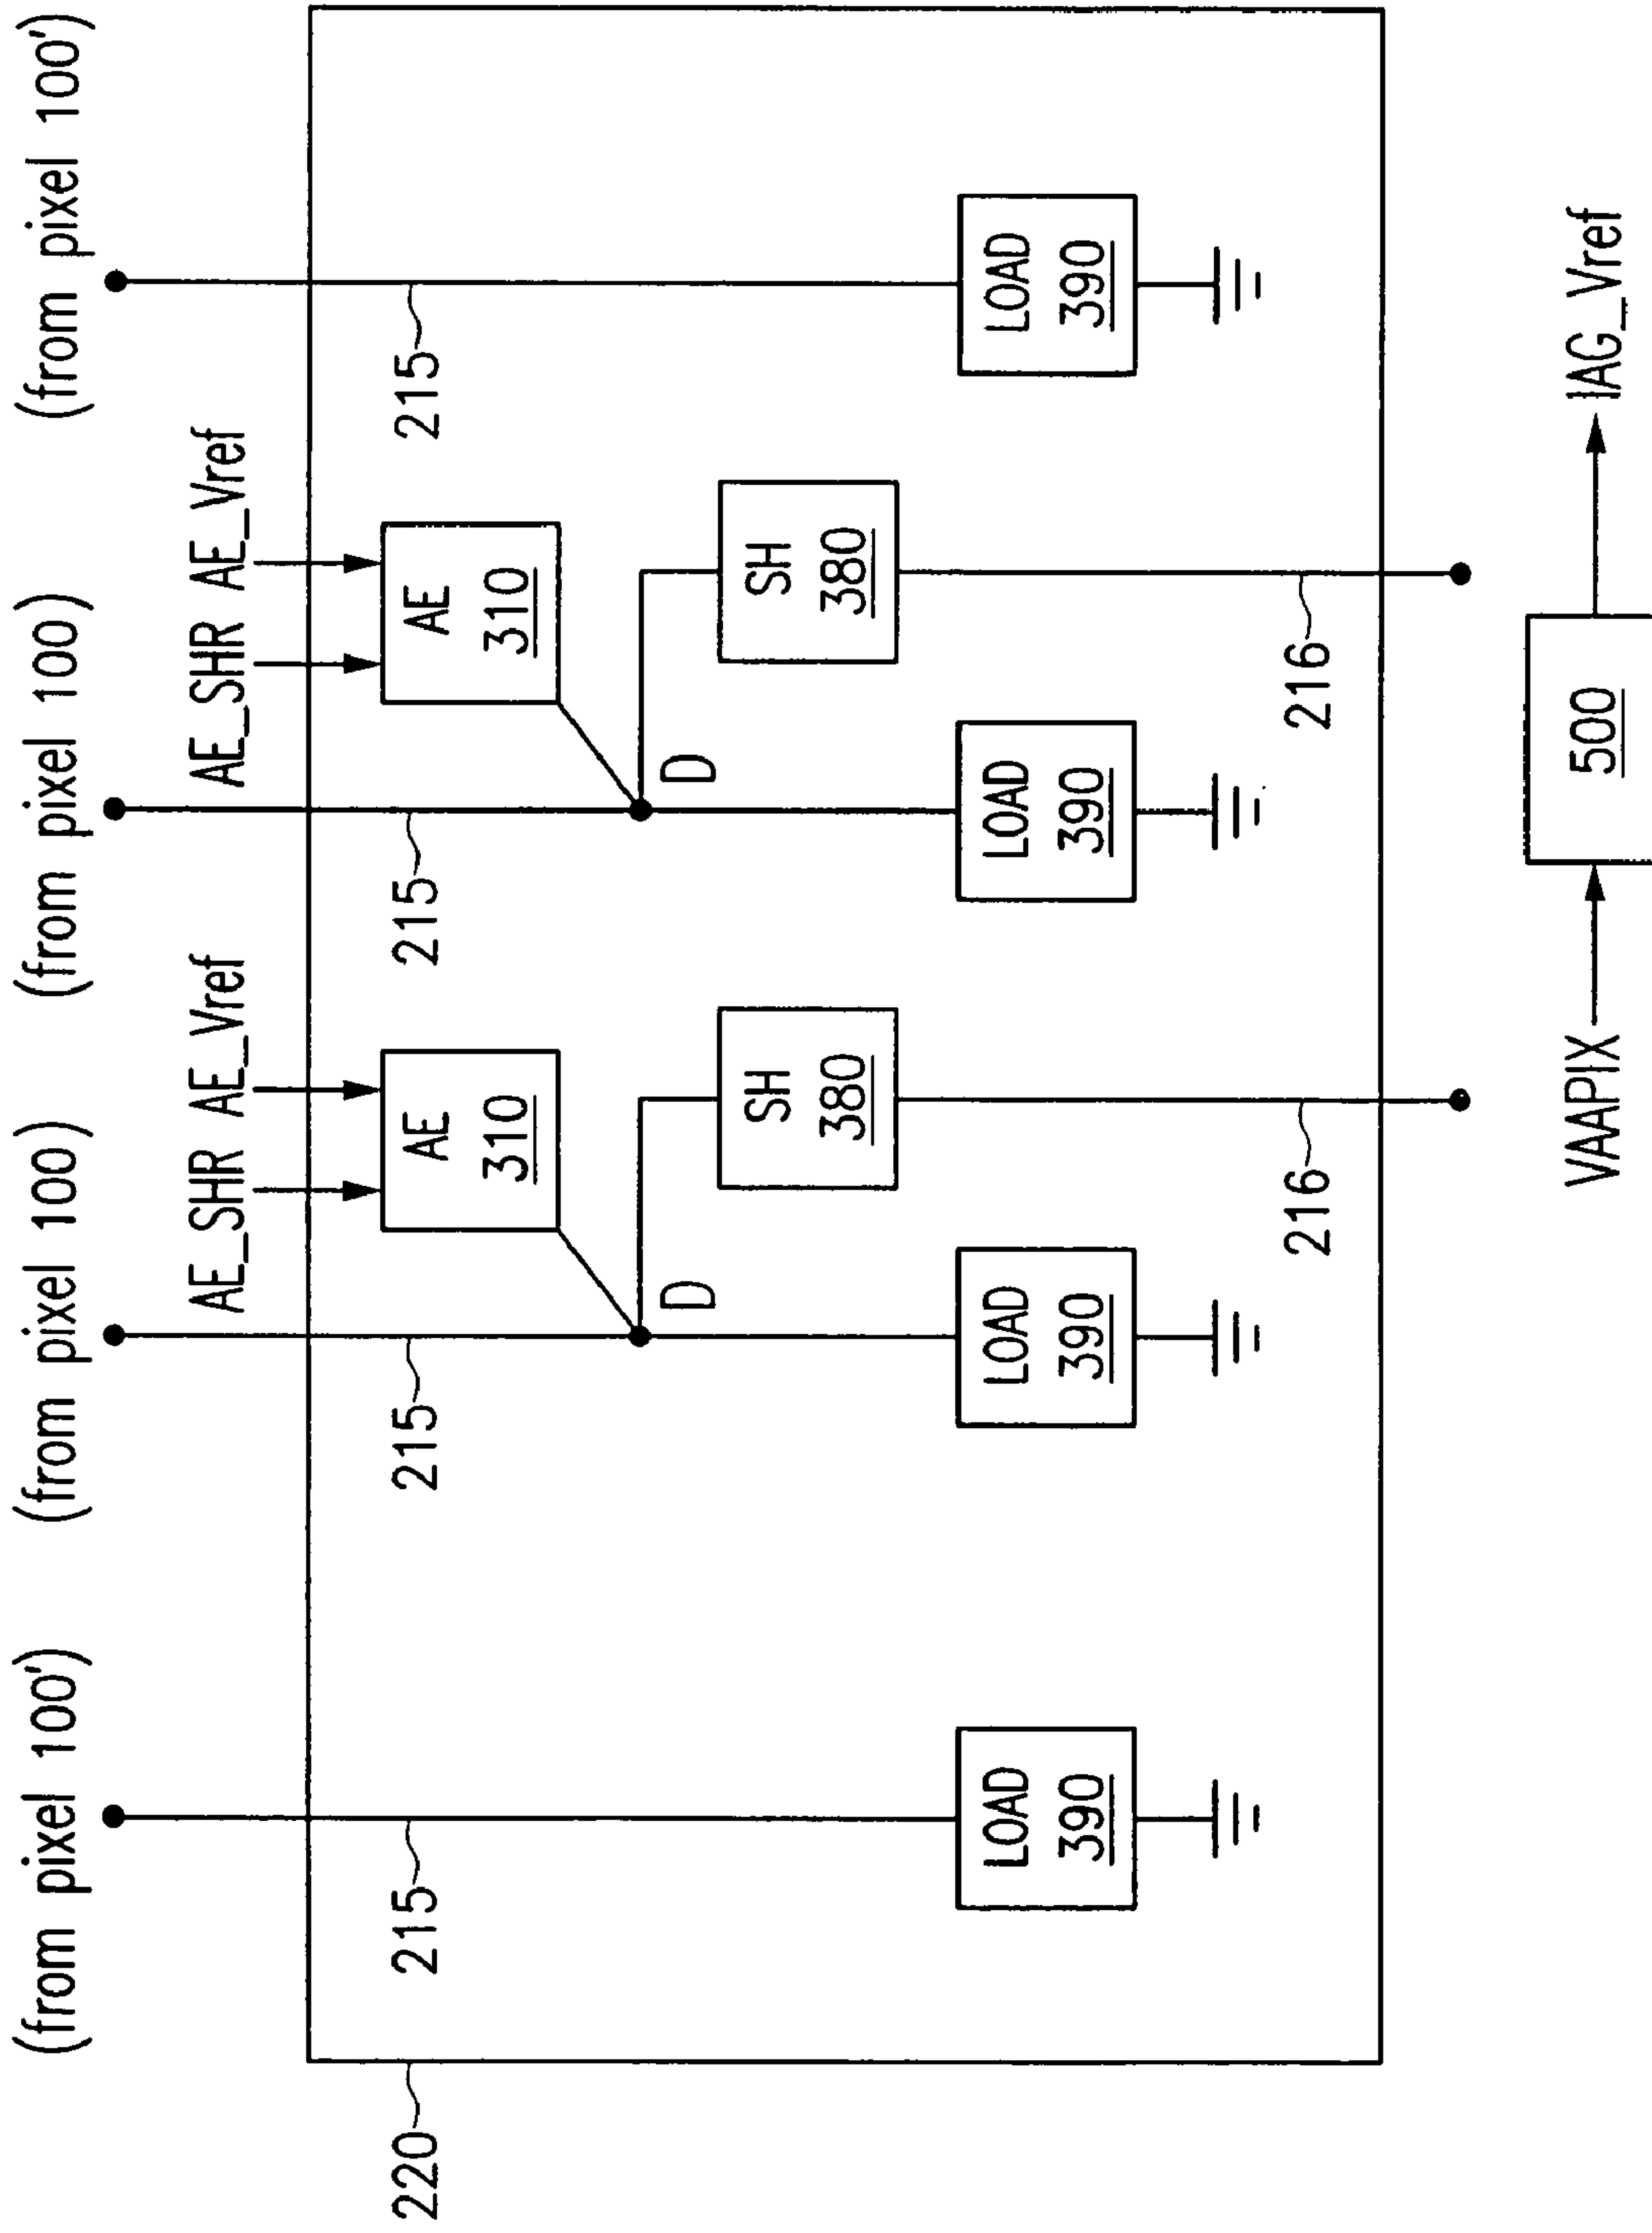 (from pixel 100')
(from pixel 100)
(from pixel 100)
(from pixel 100')
AE_SHR AE_Vref
AE_SHR AE_Vref
220
215
215
215
215
AE
310
AE
310
D
D
SH
380
SH
380
LOAD
390
LOAD
390
LOAD
390
LOAD
390
216
216
VAAPIX
500
IAG_Vref